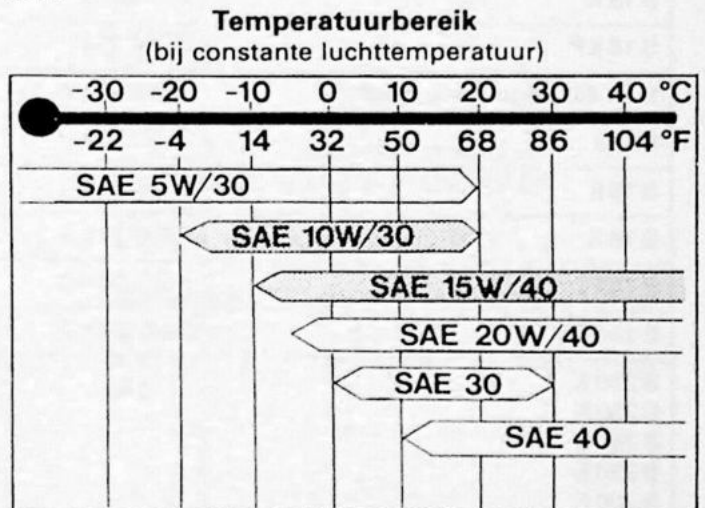 Temperatuurbereik
(bij constante luchttemperatuur)
-30 -20 -10 0 10 20 30 40 °C
-22 -4 14 32 50 68 86 104 °F
SAE 5W/30
SAE 10W/30
SAE 15W/40
SAE 20W/40
SAE 30
SAE 40